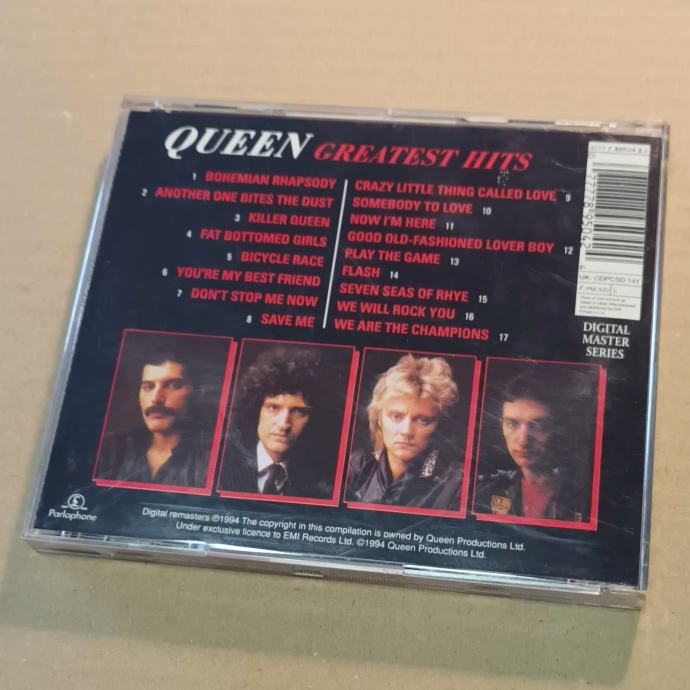 QUEEN GREATEST HITS
1 BOHEMIAN RHAPSODY
2 ANOTHER ONE BITES THE DUST
3 KILLER QUEEN
4 FAT BOTTOMED GIRLS
5 BICYCLE RACE
6 YOU'RE MY BEST FRIEND
7 DON'T STOP ME NOW
8 SAVE ME
CRAZY LITTLE THING CALLED LOVE 9
SOMEBODY TO LOVE 10
NOW I'M HERE 11
GOOD OLD-FASHIONED LOVER BOY 12
PLAY THE GAME 13
FLASH 14
SEVEN SEAS OF RHYE 15
WE WILL ROCK YOU 16
WE ARE THE CHAMPIONS 17
UK: CDPCSD 141
DIGITAL
MASTER
SERIES
Parlophone
Digital remasters ℗1994 The copyright in this compilation is owned by Queen Productions Ltd.
Under exclusive licence to EMI Records Ltd. ©1994 Queen Productions Ltd.